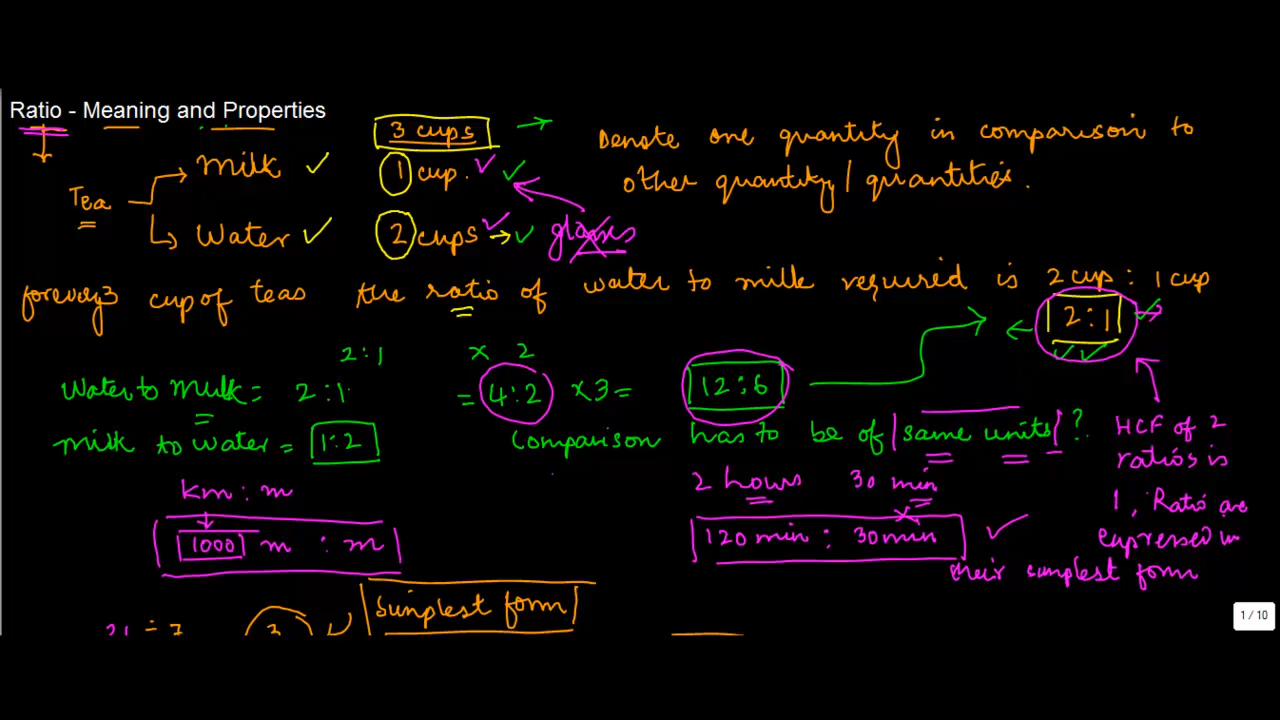 Ratio - Meaning and Properties
3 cups → Denote one quantity in comparison to
Milk ✓ 1 cup. ✓ ✓ other quantity/quantities.
Tea
Water ✓ 2 cups → ✓ ✓ glasses
forevery 3 cup of teas the ratio of water to milk required is 2 cup : 1 cup
2:1
2:1 x 2
Water to Milk = 2:1 = 4:2 x3 = 12:6
milk to water = 1:2 Comparison has to be of same units ?
HCF of 2
ratios is
1, Ratio are
expressed in
their simplest form
km : m 2 hours 30 min
1000 m : m 120 min : 30 min ✓
Simplest form
1 / 10